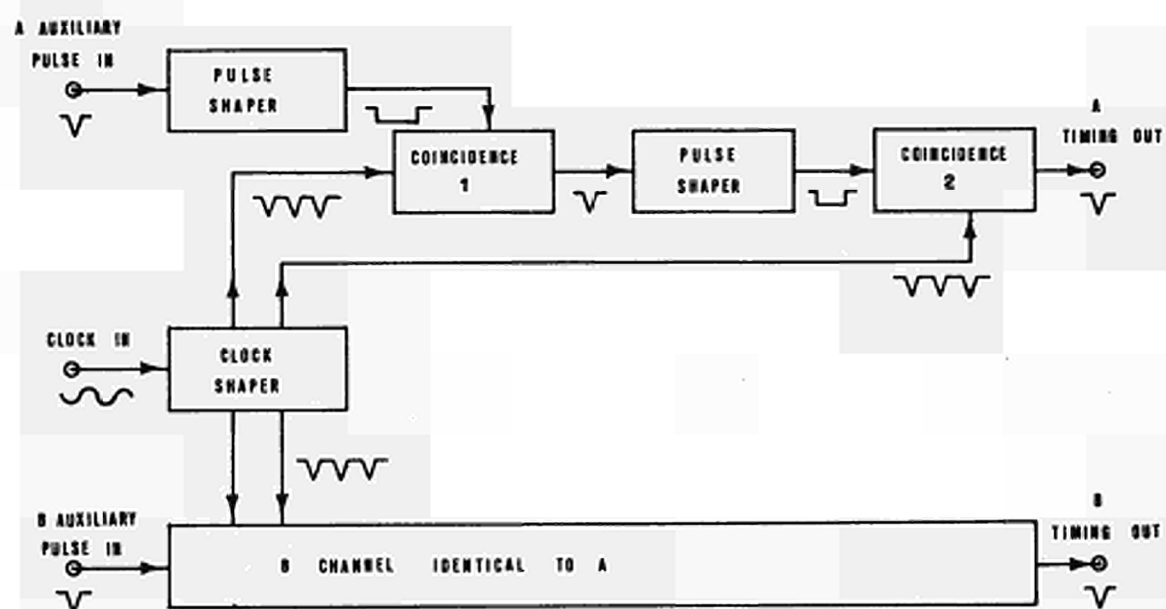 A AUXILIARY
PULSE IN
PULSE
SHAPER
A
TIMING OUT
COINCIDENCE
1
PULSE
SHAPER
COINCIDENCE
2
CLOCK IN
CLOCK
SHAPER
B AUXILIARY
PULSE IN
B CHANNEL IDENTICAL TO A
B
TIMING OUT